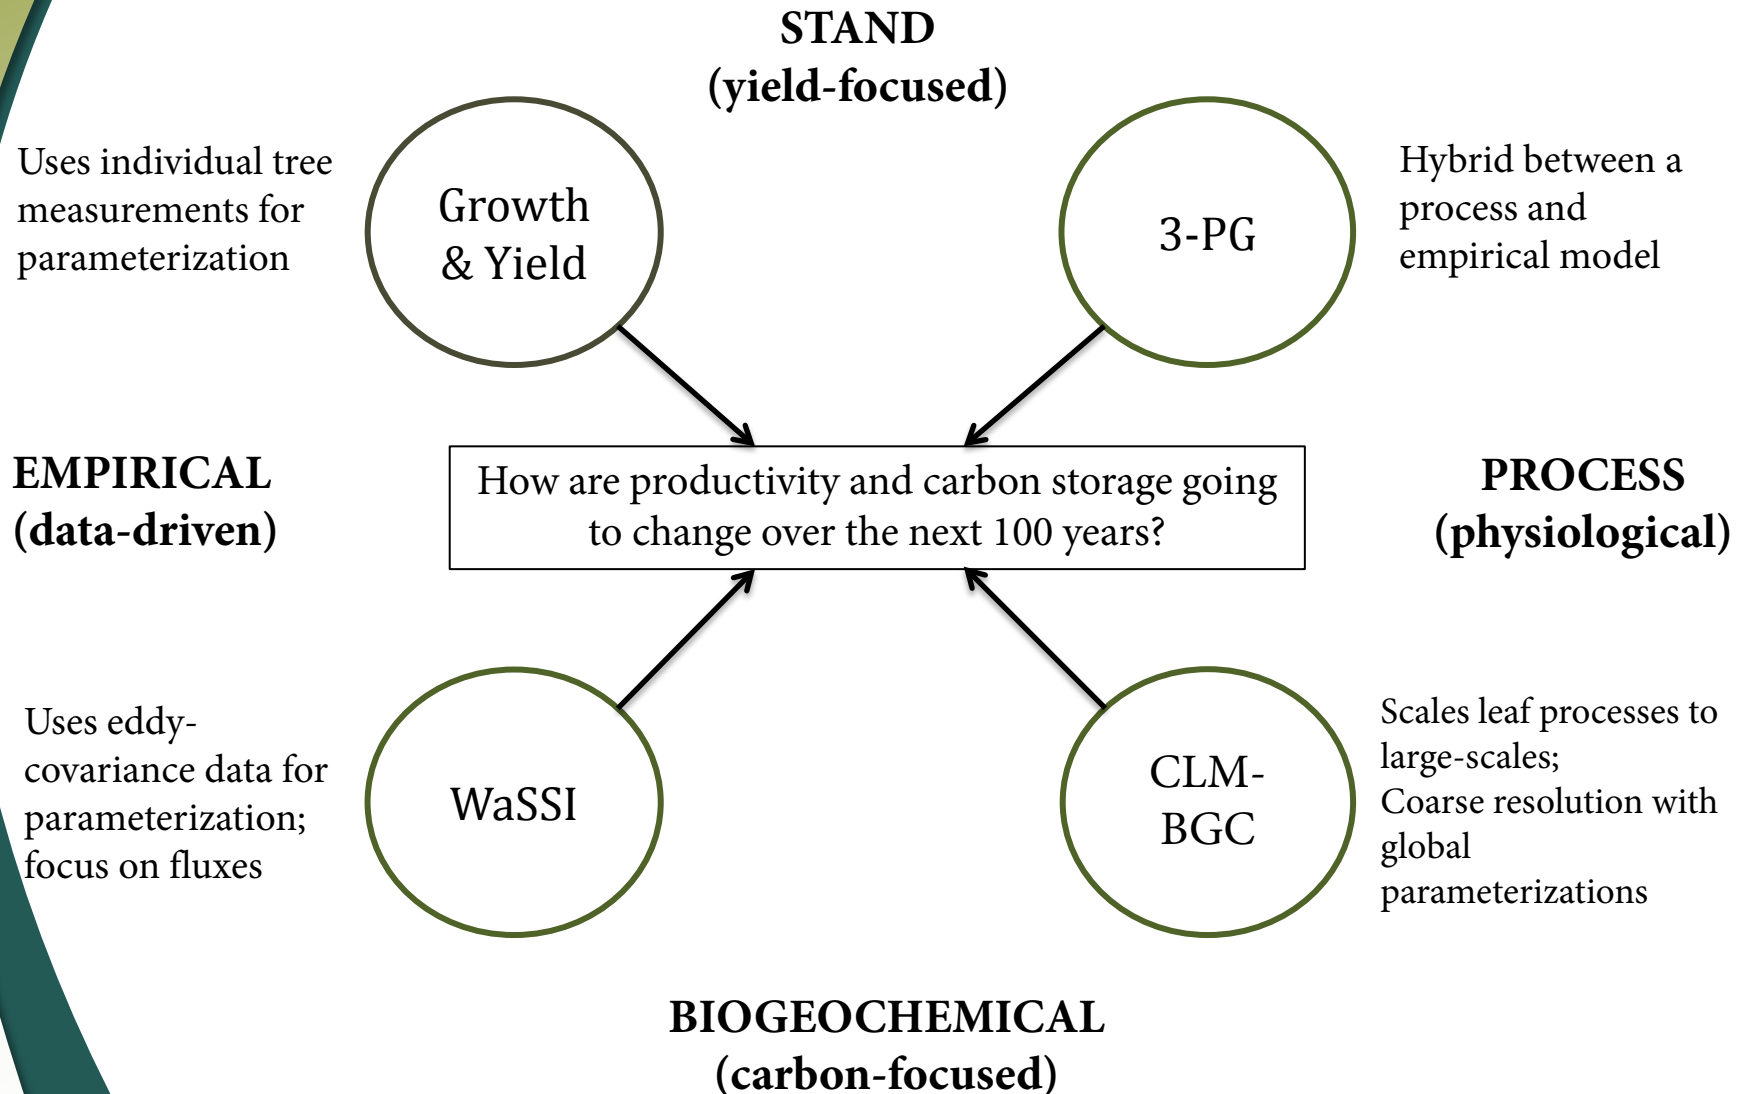 STAND
(yield-focused)
Uses individual tree
measurements for
parameterization
Growth
& Yield
3-PG
Hybrid between a
process and
empirical model
EMPIRICAL
(data-driven)
How are productivity and carbon storage going
to change over the next 100 years?
PROCESS
(physiological)
Uses eddy-
covariance data for
parameterization;
focus on fluxes
WaSSI
CLM-
BGC
Scales leaf processes to
large-scales;
Coarse resolution with
global
parameterizations
BIOGEOCHEMICAL
(carbon-focused)